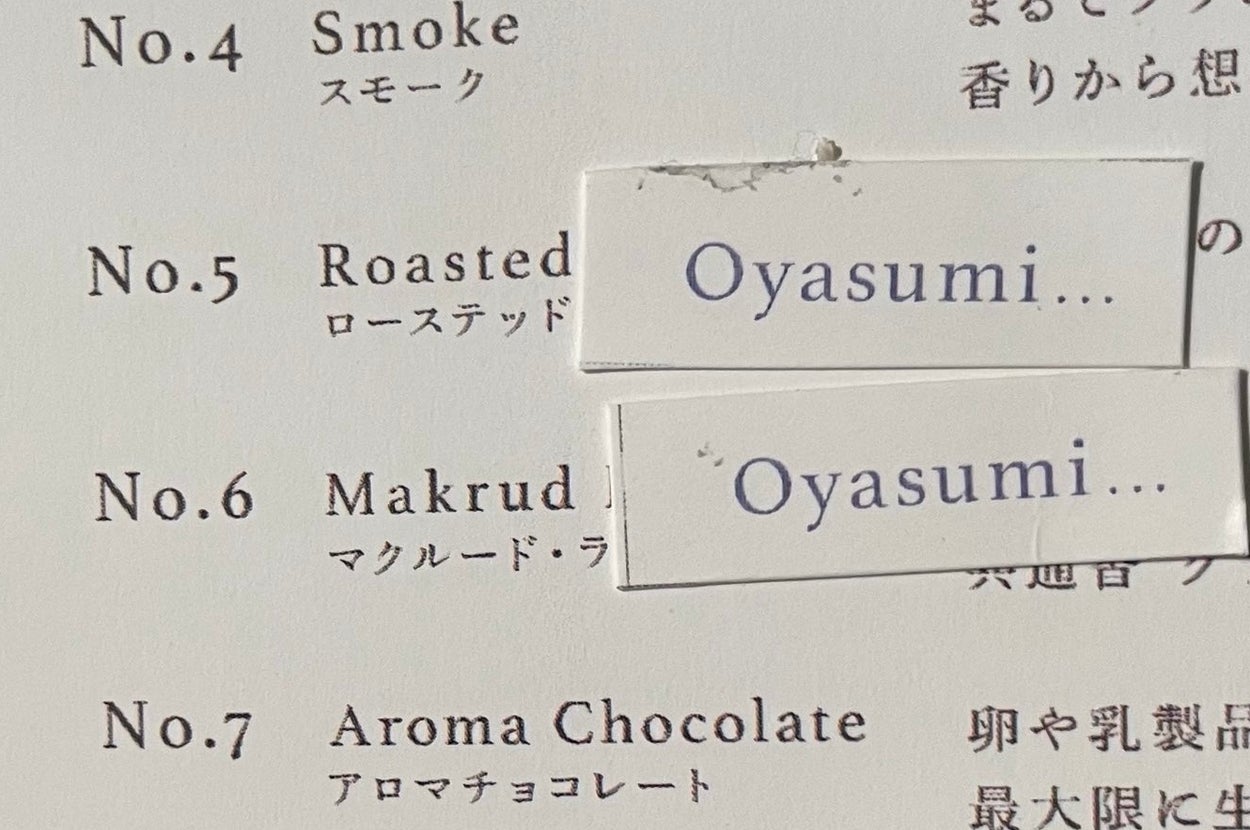 No.4 Smoke
スモーク
香りから想
No.5 Roasted
ローステッド
Oyasumi...
の
No.6 Makrud
マクルード・ラ
Oyasumi...
No.7 Aroma Chocolate
アロマチョコレート
卵や乳製品
最大限に生